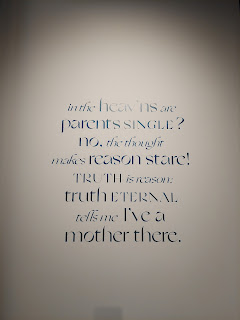 in the heav'ns are
parents SINGLE?
no, the thought
makes reason stare!
TRUTH is reason:
truth ETERNAL
tells me I've a
mother there.